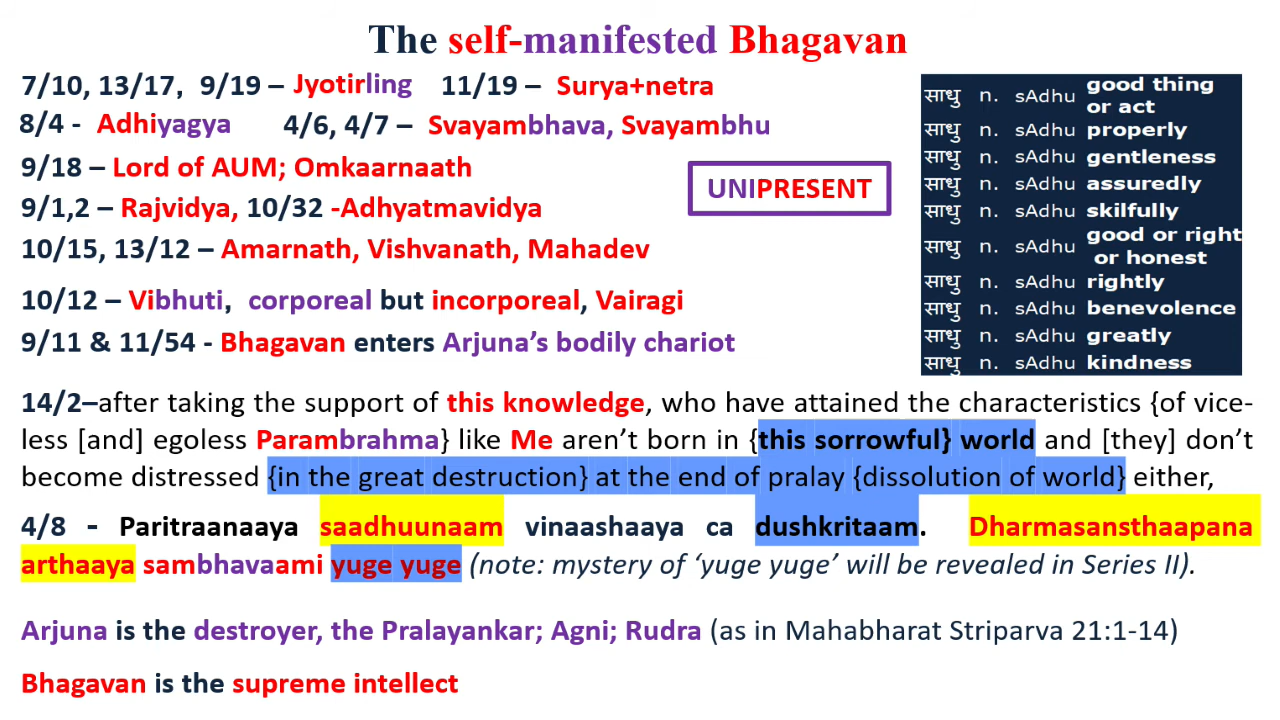 The self-manifested Bhagavan
7/10, 13/17, 9/19 – Jyotirling 11/19 – Surya+netra
8/4 - Adhiyagya 4/6, 4/7 – Svayambhava, Svayambhu
9/18 – Lord of AUM; Omkaarnaath
UNIPRESENT
9/1,2 – Rajvidya, 10/32 -Adhyatmavidya
10/15, 13/12 – Amarnath, Vishvanath, Mahadev
10/12 – Vibhuti, corporeal but incorporeal, Vairagi
9/11 & 11/54 - Bhagavan enters Arjuna’s bodily chariot
साधु n. sAdhu good thing
or act
साधु n. sAdhu properly
साधु n. sAdhu gentleness
साधु n. sAdhu assuredly
साधु n. sAdhu skilfully
साधु n. sAdhu good or right
or honest
साधु n. sAdhu rightly
साधु n. sAdhu benevolence
साधु n. sAdhu greatly
साधु n. sAdhu kindness
14/2–after taking the support of this knowledge, who have attained the characteristics {of vice-
less [and] egoless Parambrahma} like Me aren’t born in {this sorrowful} world and [they] don’t
become distressed {in the great destruction} at the end of pralay {dissolution of world} either,
4/8 - Paritraanaaya saadhuunaam vinaashaaya ca dushkritaam. Dharmasansthaapana
arthaaya sambhavaami yuge yuge (note: mystery of ‘yuge yuge’ will be revealed in Series II).
Arjuna is the destroyer, the Pralayankar; Agni; Rudra (as in Mahabharat Striparva 21:1-14)
Bhagavan is the supreme intellect